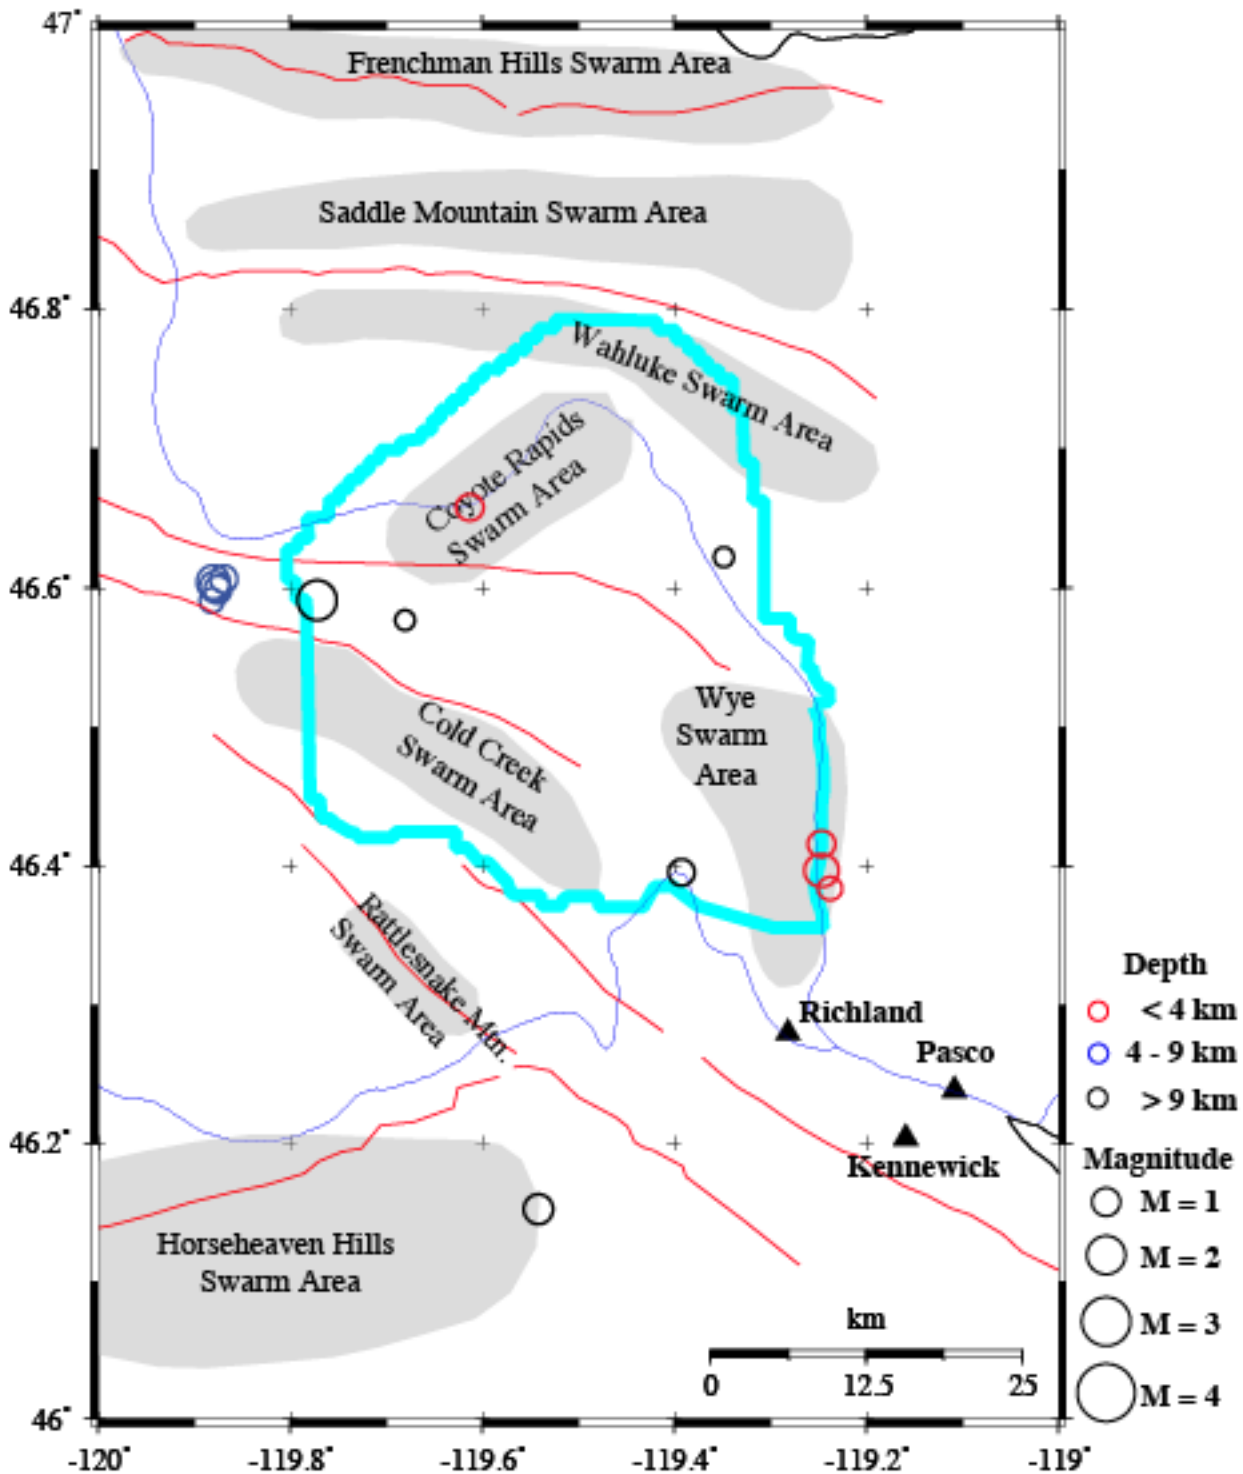 47°
Frenchman Hills Swarm Area
Saddle Mountain Swarm Area
46.8°
Wahluke Swarm Area
Coyote Rapids
Swarm Area
46.6°
Wye
Swarm
Area
Cold Creek
Swarm Area
46.4°
Rattlesnake Mtn.
Swarm Area
Richland
Pasco
Kennewick
46.2°
Horseheaven Hills
Swarm Area
km
0 12.5 25
46°
-120° -119.8° -119.6° -119.4° -119.2° -119°
Depth
< 4 km
4 - 9 km
> 9 km
Magnitude
M = 1
M = 2
M = 3
M = 4